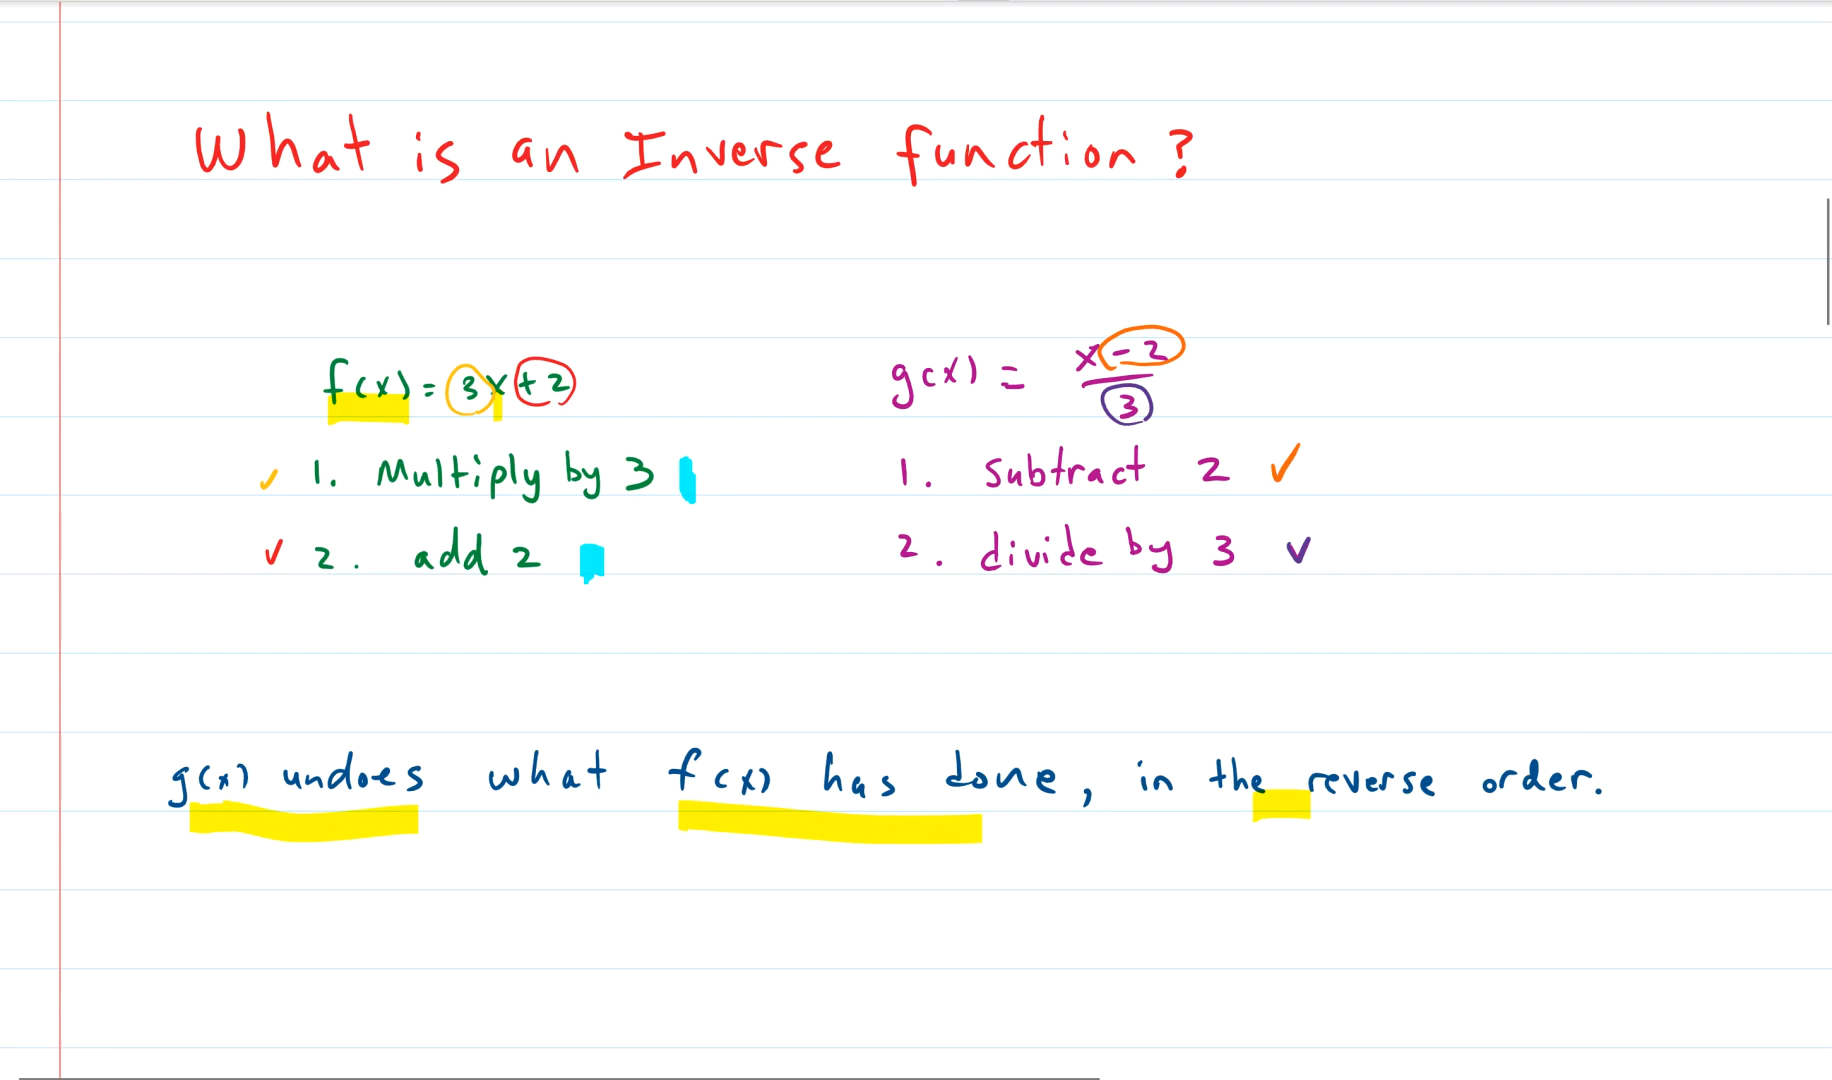 What is an Inverse function?
f(x) = 3x + 2
1. Multiply by 3
2. add 2
g(x) = x - 2 / 3
1. Subtract 2 ✓
2. divide by 3 ✓
g(x) undoes what f(x) has done, in the reverse order.